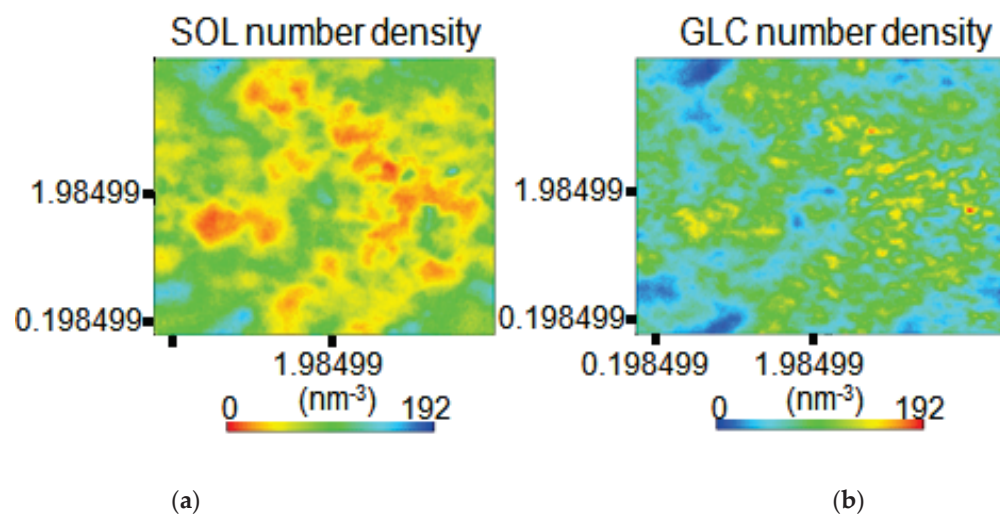 SOL number density
1.98499
0.198499
1.98499
(nm⁻³)
0 192
(a)
GLC number density
1.98499
0.198499
0.198499 1.98499
(nm⁻³)
0 192
(b)